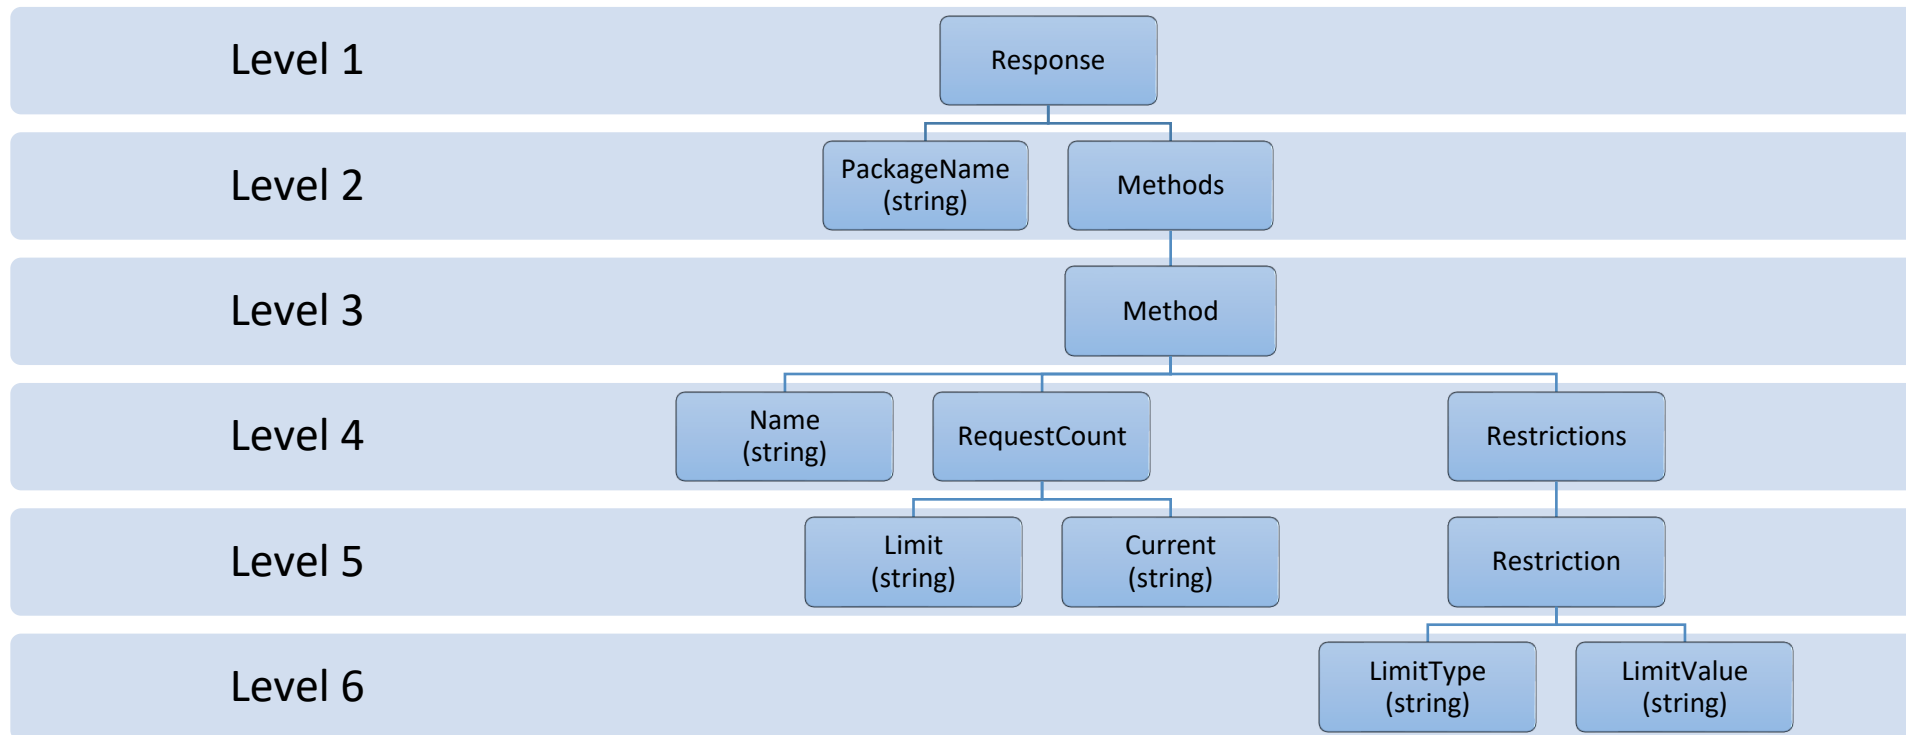 Level 1
Response
Level 2
PackageName
(string)
Methods
Level 3
Method
Level 4
Name
(string)
RequestCount
Restrictions
Level 5
Limit
(string)
Current
(string)
Restriction
Level 6
LimitType
(string)
LimitValue
(string)